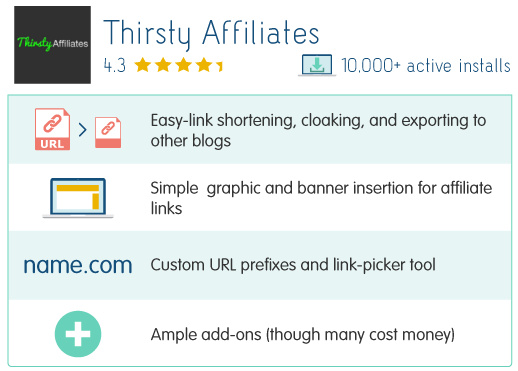 Thirsty Affiliates
Thirsty Affiliates
4.3
10,000+ active installs
URL
Easy-link shortening, cloaking, and exporting to
other blogs
Simple graphic and banner insertion for affiliate
links
name.com
Custom URL prefixes and link-picker tool
Ample add-ons (though many cost money)